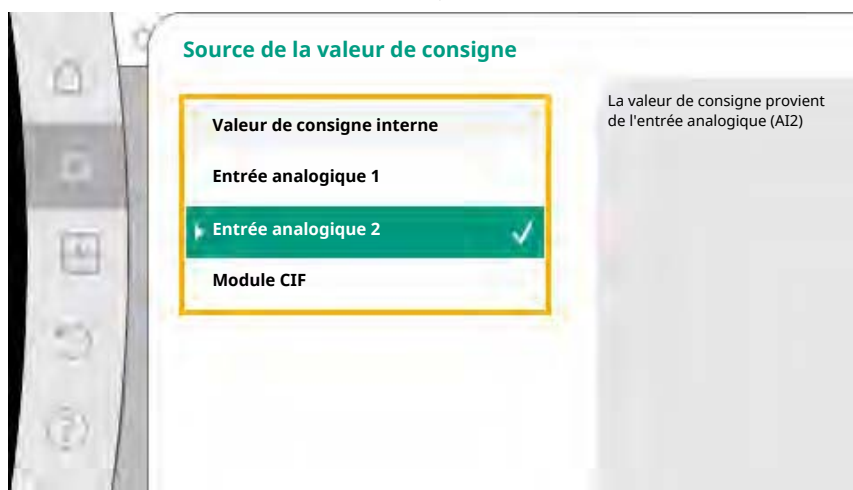 Source de la valeur de consigne
Valeur de consigne interne
Entrée analogique 1
Entrée analogique 2
Module CIF
La valeur de consigne provient
de l'entrée analogique (AI2)